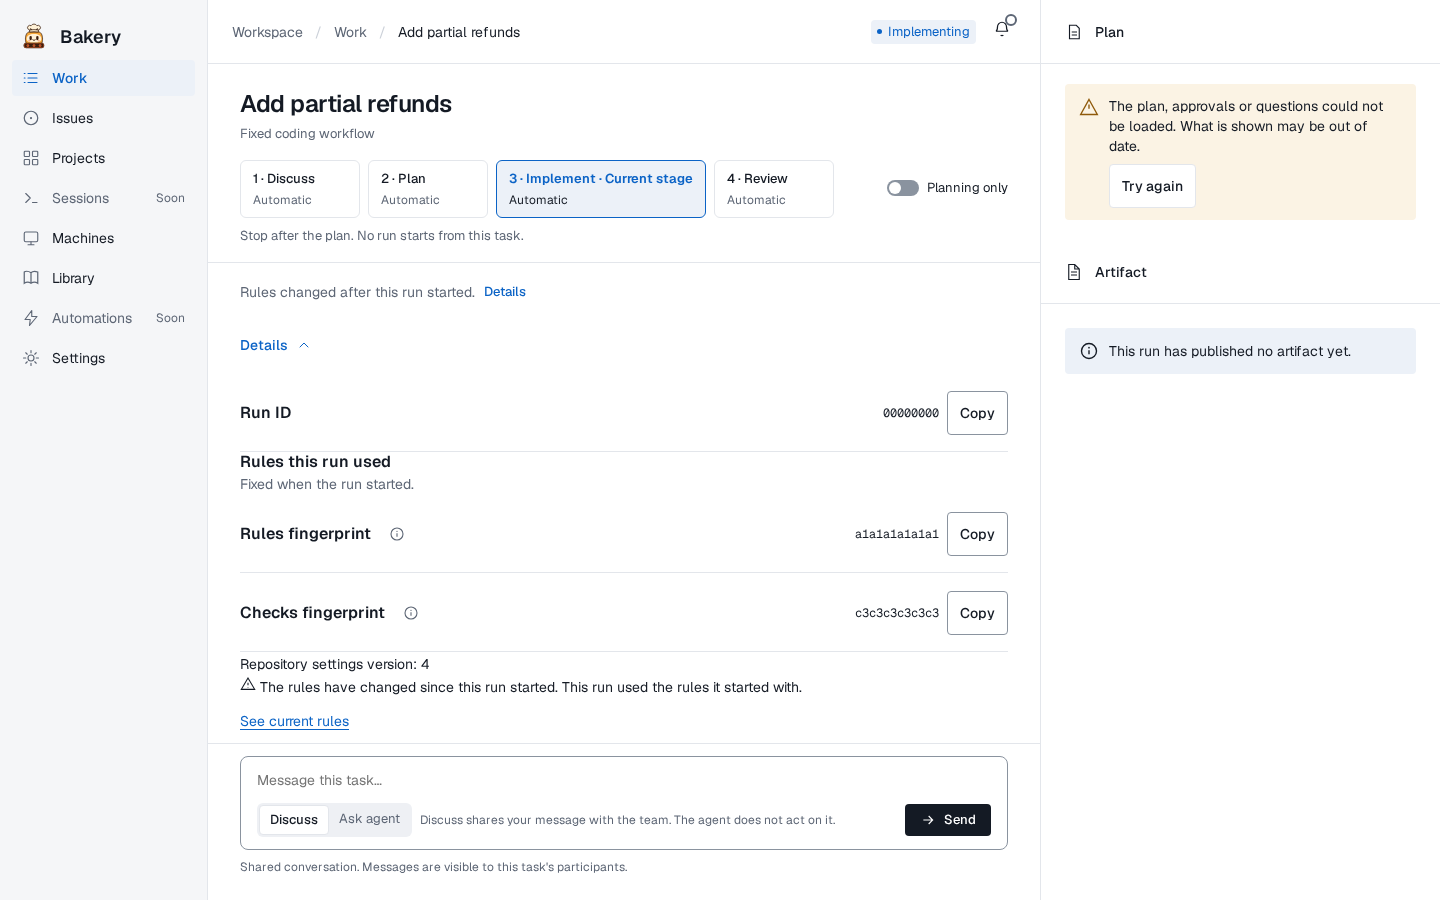 Bakery
Work
Issues
Projects
Sessions Soon
Machines
Library
Automations Soon
Settings
Workspace / Work / Add partial refunds
Implementing
Add partial refunds
Fixed coding workflow
1 · Discuss
Automatic
2 · Plan
Automatic
3 · Implement · Current stage
Automatic
4 · Review
Automatic
Planning only
Stop after the plan. No run starts from this task.
Rules changed after this run started. Details
Details
Run ID 00000000 Copy
Rules this run used
Fixed when the run started.
Rules fingerprint a1a1a1a1a1a1 Copy
Checks fingerprint c3c3c3c3c3c3 Copy
Repository settings version: 4
The rules have changed since this run started. This run used the rules it started with.
See current rules
Message this task...
Discuss Ask agent Discuss shares your message with the team. The agent does not act on it. Send
Shared conversation. Messages are visible to this task's participants.
Plan
The plan, approvals or questions could not
be loaded. What is shown may be out of
date.
Try again
Artifact
This run has published no artifact yet.